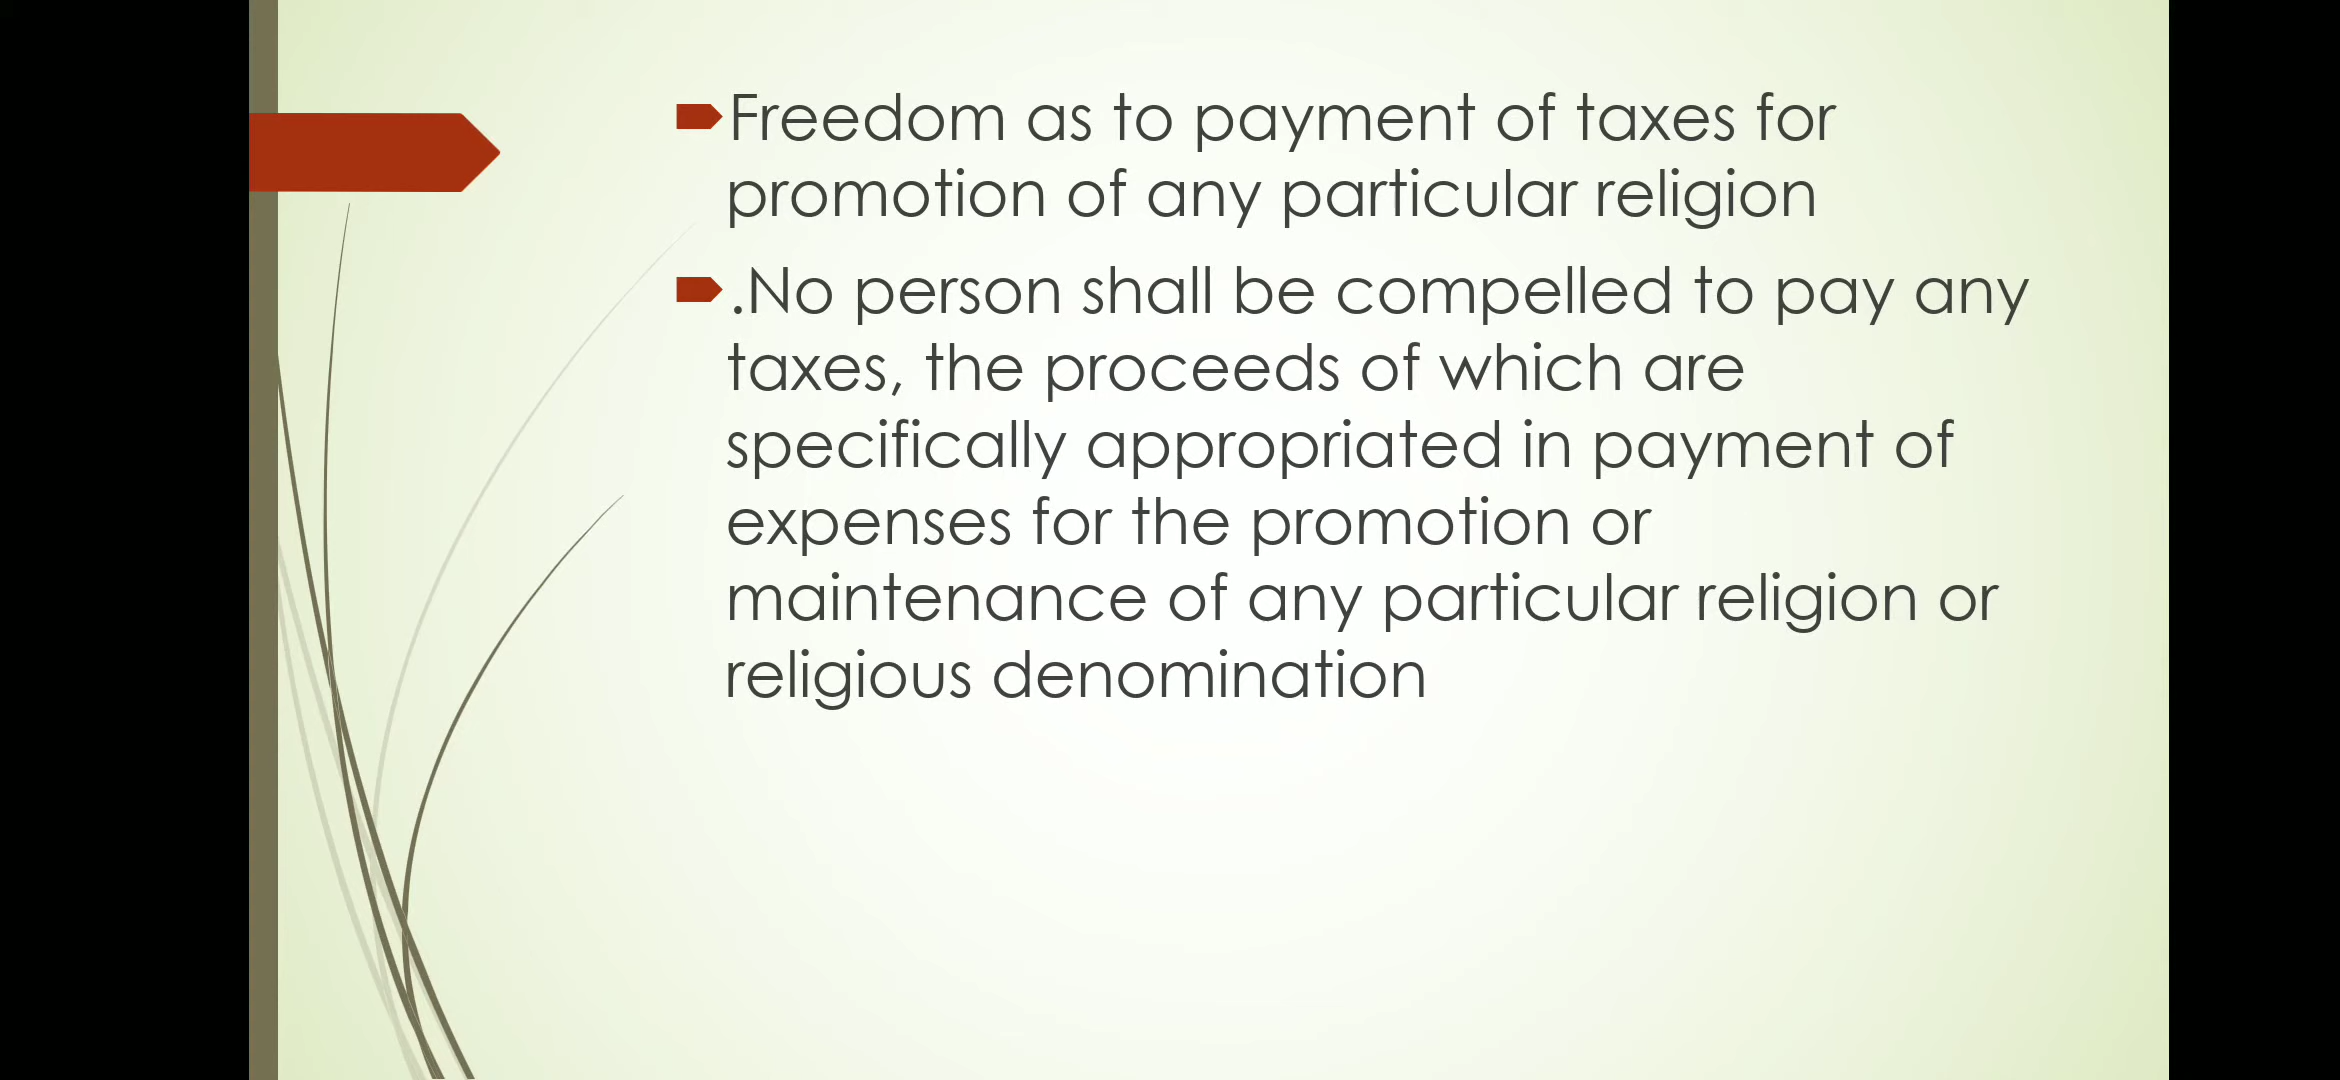 Freedom as to payment of taxes for
promotion of any particular religion
.No person shall be compelled to pay any
taxes, the proceeds of which are
specifically appropriated in payment of
expenses for the promotion or
maintenance of any particular religion or
religious denomination